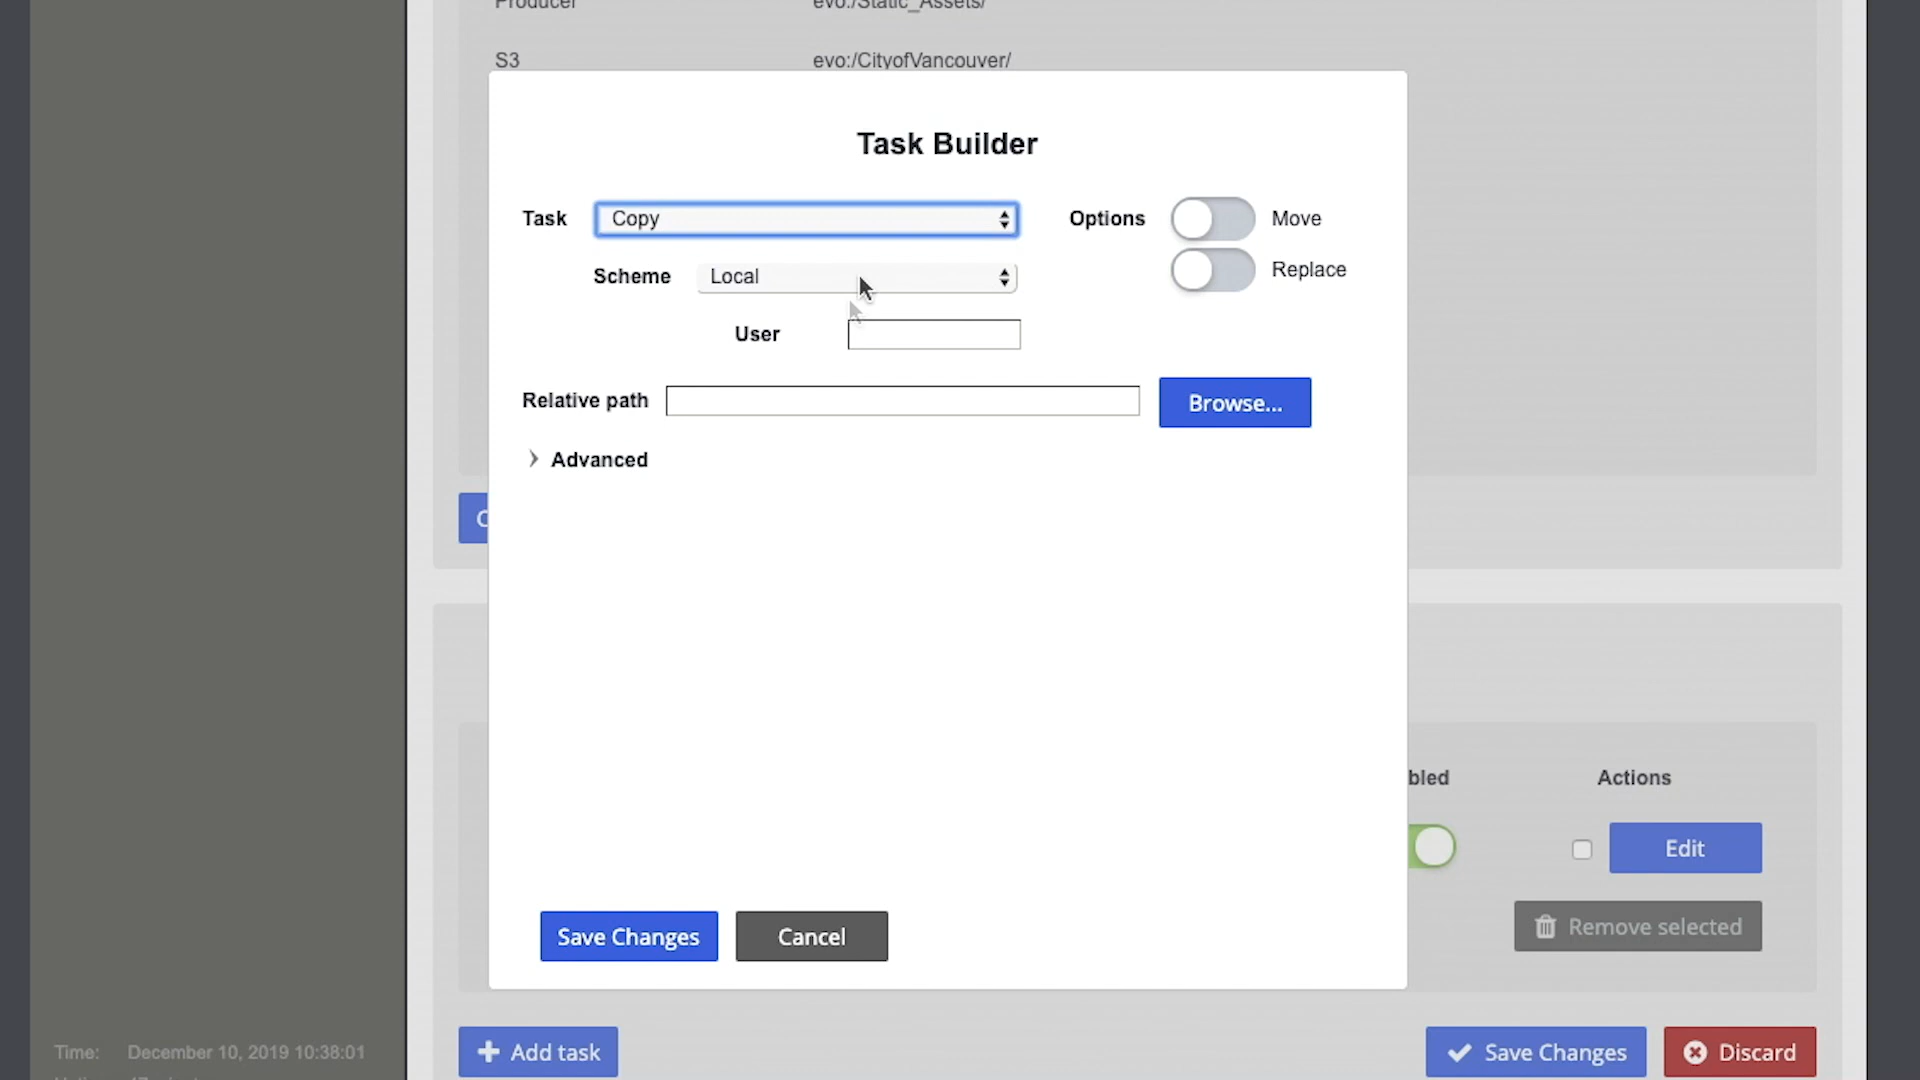 Producer
evo:/Static_Assets/
S3
evo:/CityofVancouver/
Task Builder
Task
Copy
Options
Move
Scheme
Local
Replace
User
Relative path
Browse...
Advanced
bled
Actions
Edit
Save Changes
Cancel
Remove selected
Time: December 10, 2019 10:38:01
Add task
Save Changes
Discard